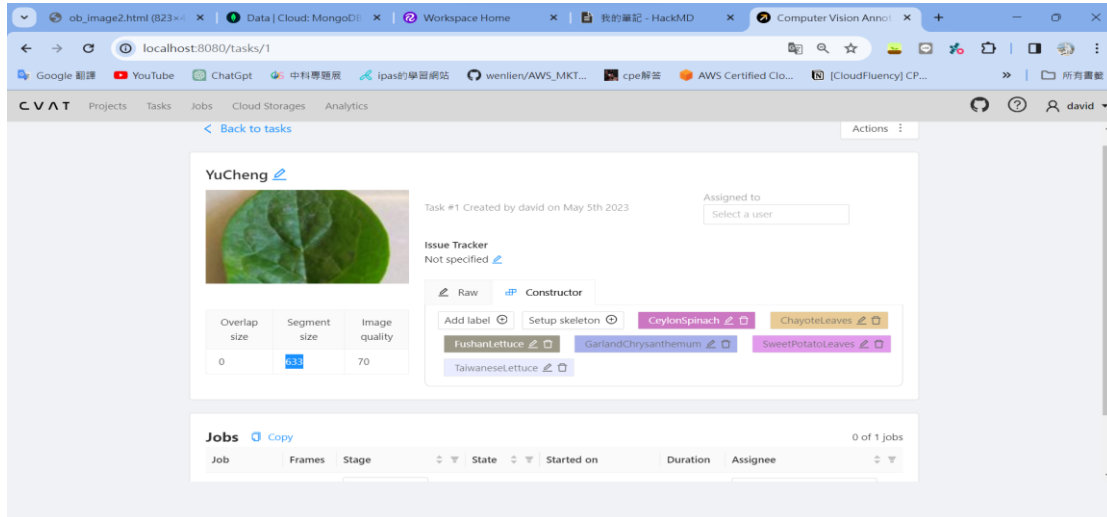 ob_image2.html (823×4
Data | Cloud: MongoDB
Workspace Home
我的筆記 - HackMD
Computer Vision Annot
localhost:8080/tasks/1
Google 翻譯
YouTube
ChatGpt
中科專題展
ipas的學習網站
wenlien/AWS_MKT...
cpe解答
AWS Certified Clo...
[CloudFluency] CP...
»
所有書籤
CVAT
Projects
Tasks
Jobs
Cloud Storages
Analytics
david
Back to tasks
Actions
YuCheng
Task #1 Created by david on May 5th 2023
Assigned to
Select a user
Issue Tracker
Not specified
Raw
Constructor
Add label
Setup skeleton
CeylonSpinach
ChayoteLeaves
FushanLettuce
GarlandChrysanthemum
SweetPotatoLeaves
TaiwaneseLettuce
Overlap size
Segment size
Image quality
0
633
70
Jobs
Copy
0 of 1 jobs
Job
Frames
Stage
State
Started on
Duration
Assignee